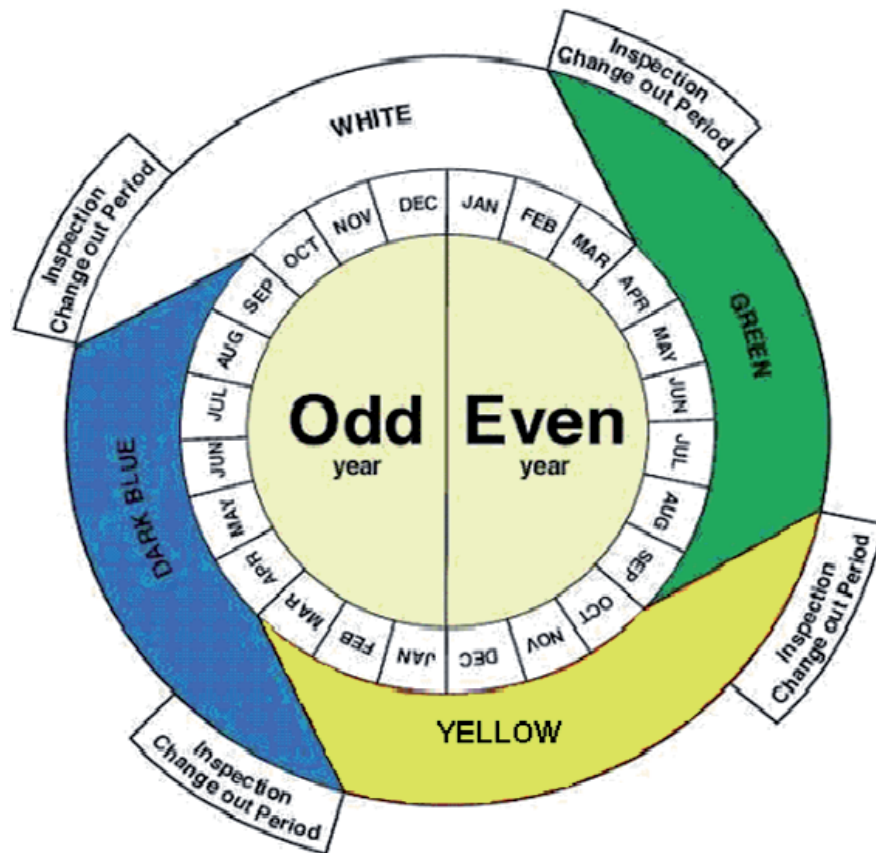 Inspection
Change out Period
WHITE
Inspection
Change out Period
JAN
FEB
MAR
APR
MAY
JUN
JUL
AUG
SEP
OCT
NOV
DEC
JAN
FEB
MAR
APR
MAY
JUN
JUL
AUG
SEP
OCT
NOV
DEC
GREEN
Odd
year
Even
year
DARK BLUE
Inspection
Change out Period
YELLOW
Inspection
Change out Period